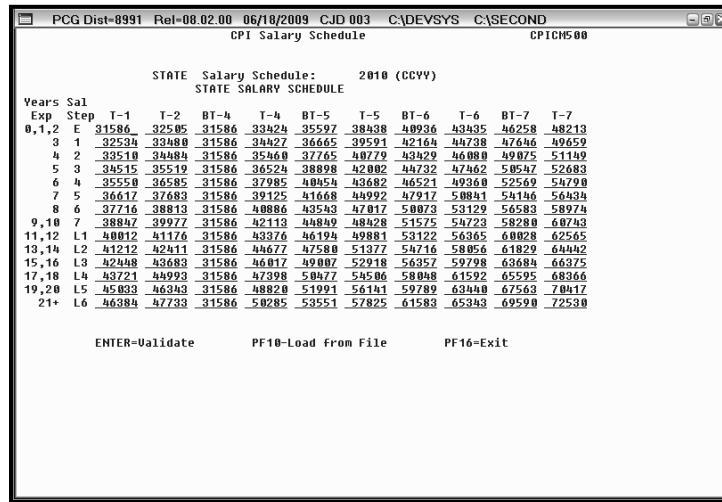 PCG Dist=8991 Rel=08.02.00 06/18/2009 CJD 003 C:\DEVSYS C:\SECOND
CPI Salary Schedule CPICM500
STATE Salary Schedule: 2010 (CCYY)
STATE SALARY SCHEDULE
Years Sal
Exp Step T-1 T-2 BT-4 T-4 BT-5 T-5 BT-6 T-6 BT-7 T-7
0,1,2 E 31586_ 32505 31586 33424 35597 38438 40936 43435 46258 48213
3 1 32534 33480 31586 34427 36665 39591 42164 44738 47646 49659
4 2 33510 34484 31586 35460 37765 40779 43429 46080 49075 51149
5 3 34515 35519 31586 36524 38898 42002 44732 47462 50547 52683
6 4 35550 36585 31586 37985 40454 43682 46521 49360 52569 54790
7 5 36617 37683 31586 39125 41668 44992 47917 50841 54146 56434
8 6 37716 38813 31586 40886 43543 47017 50073 53129 56583 58974
9,10 7 38847 39977 31586 42113 44849 48428 51575 54723 58280 60743
11,12 L1 40012 41176 31586 43376 46194 49881 53122 56365 60028 62565
13,14 L2 41212 42411 31586 44677 47580 51377 54716 58056 61829 64442
15,16 L3 42448 43683 31586 46017 49007 52918 56357 59798 63684 66375
17,18 L4 43721 44993 31586 47398 50477 54506 58048 61592 65595 68366
19,20 L5 45033 46343 31586 48820 51991 56141 59789 63440 67563 70417
21+ L6 46384 47733 31586 50285 53551 57825 61583 65343 69590 72530
ENTER=Validate PF10-Load from File PF16=Exit